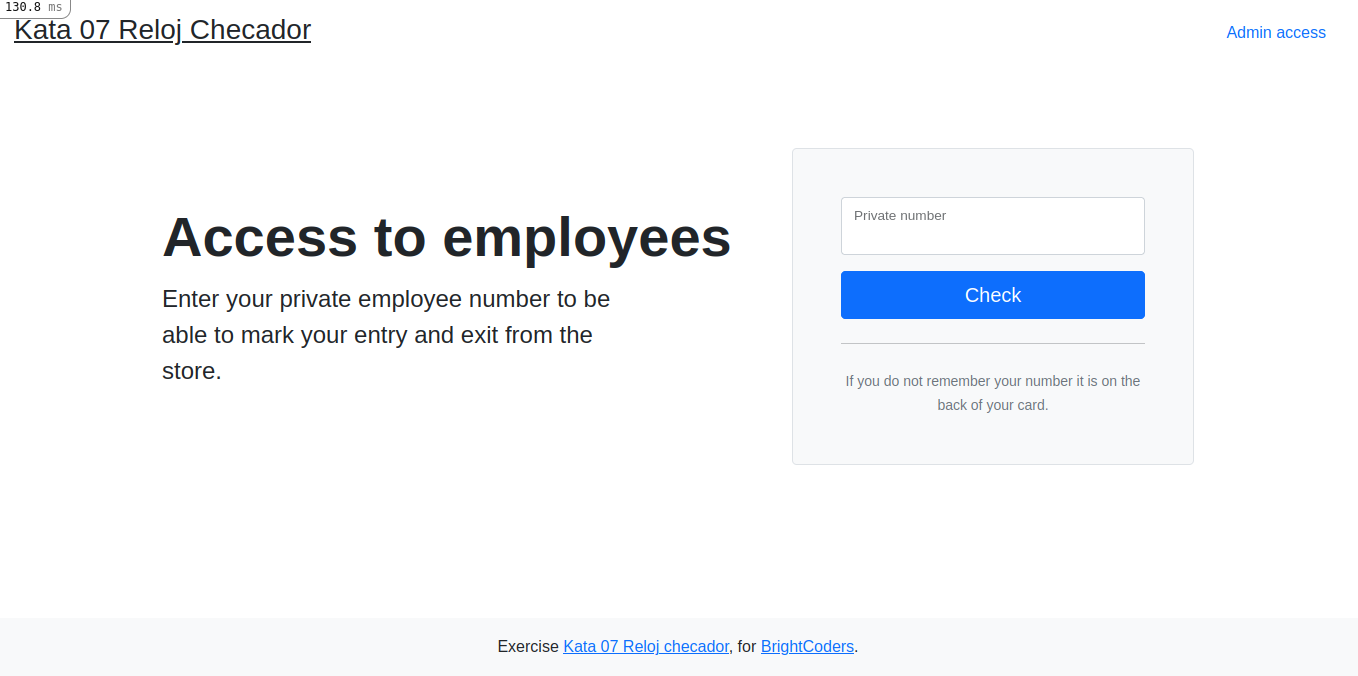 130.8 ms
Kata 07 Reloj Checador
Admin access
Access to employees
Enter your private employee number to be
able to mark your entry and exit from the
store.
Private number
Check
If you do not remember your number it is on the
back of your card.
Exercise Kata 07 Reloj checador, for BrightCoders.